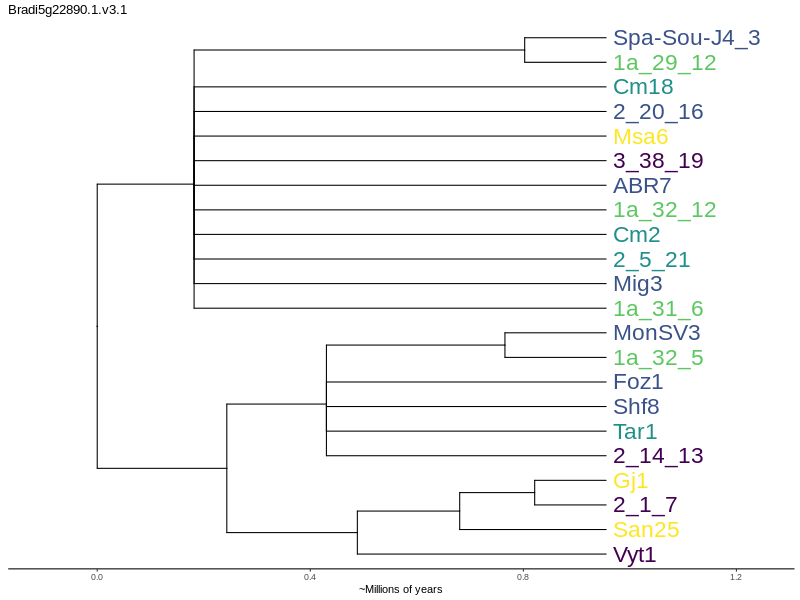 Bradi5g22890.1.v3.1
Spa-Sou-J4_3
1a_29_12
Cm18
2_20_16
Msa6
3_38_19
ABR7
1a_32_12
Cm2
2_5_21
Mig3
1a_31_6
MonSV3
1a_32_5
Foz1
Shf8
Tar1
2_14_13
Gj1
2_1_7
San25
Vyt1
0.0 0.4 0.8 1.2
~Millions of years